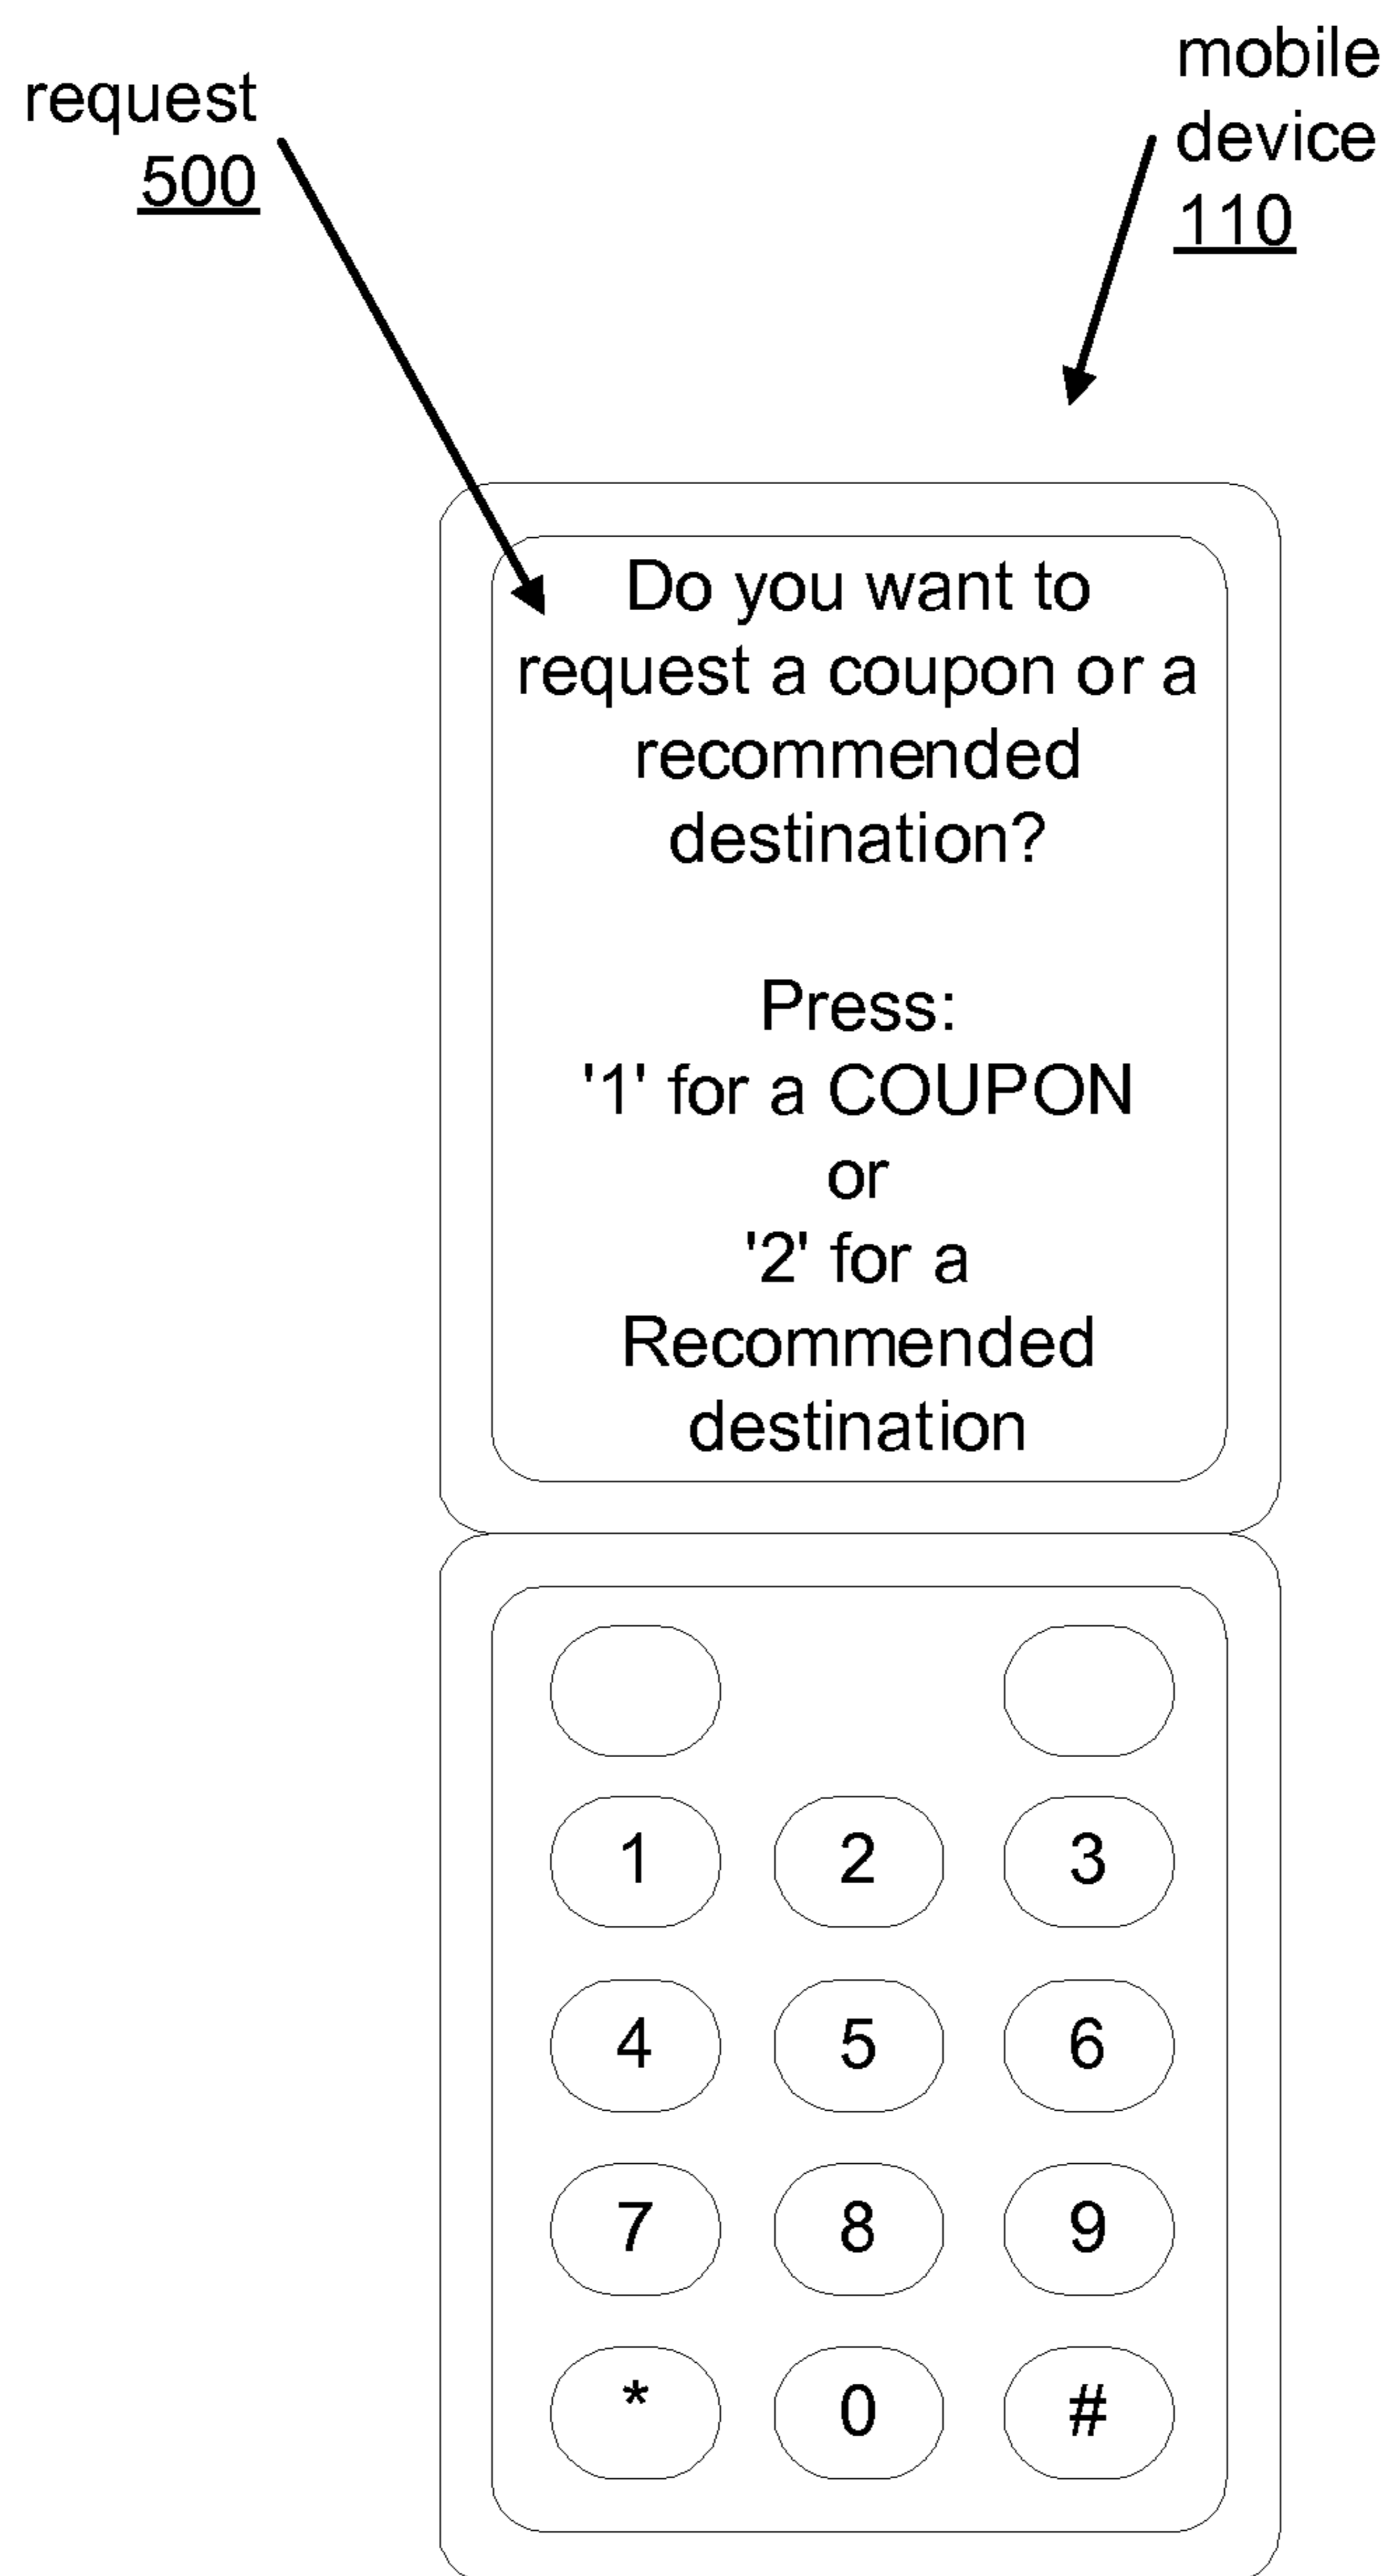 request
500
mobile
device
110
Do you want to
request a coupon or a
recommended
destination?
Press:
'1' for a COUPON
or
'2' for a
Recommended
destination
1 2 3
4 5 6
7 8 9
* 0 #